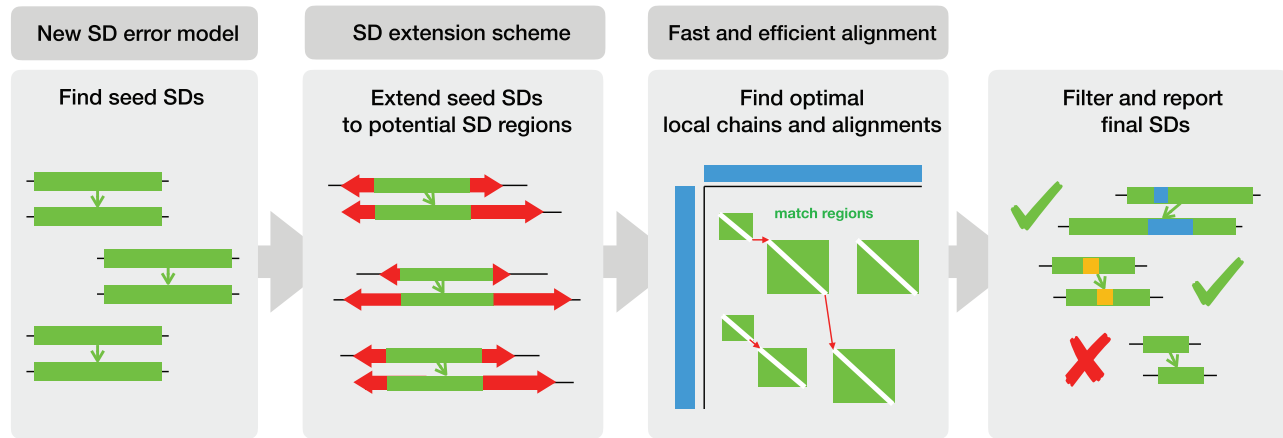 New SD error model
SD extension scheme
Fast and efficient alignment
Find seed SDs
Extend seed SDs
to potential SD regions
Find optimal
local chains and alignments
Filter and report
final SDs
match regions